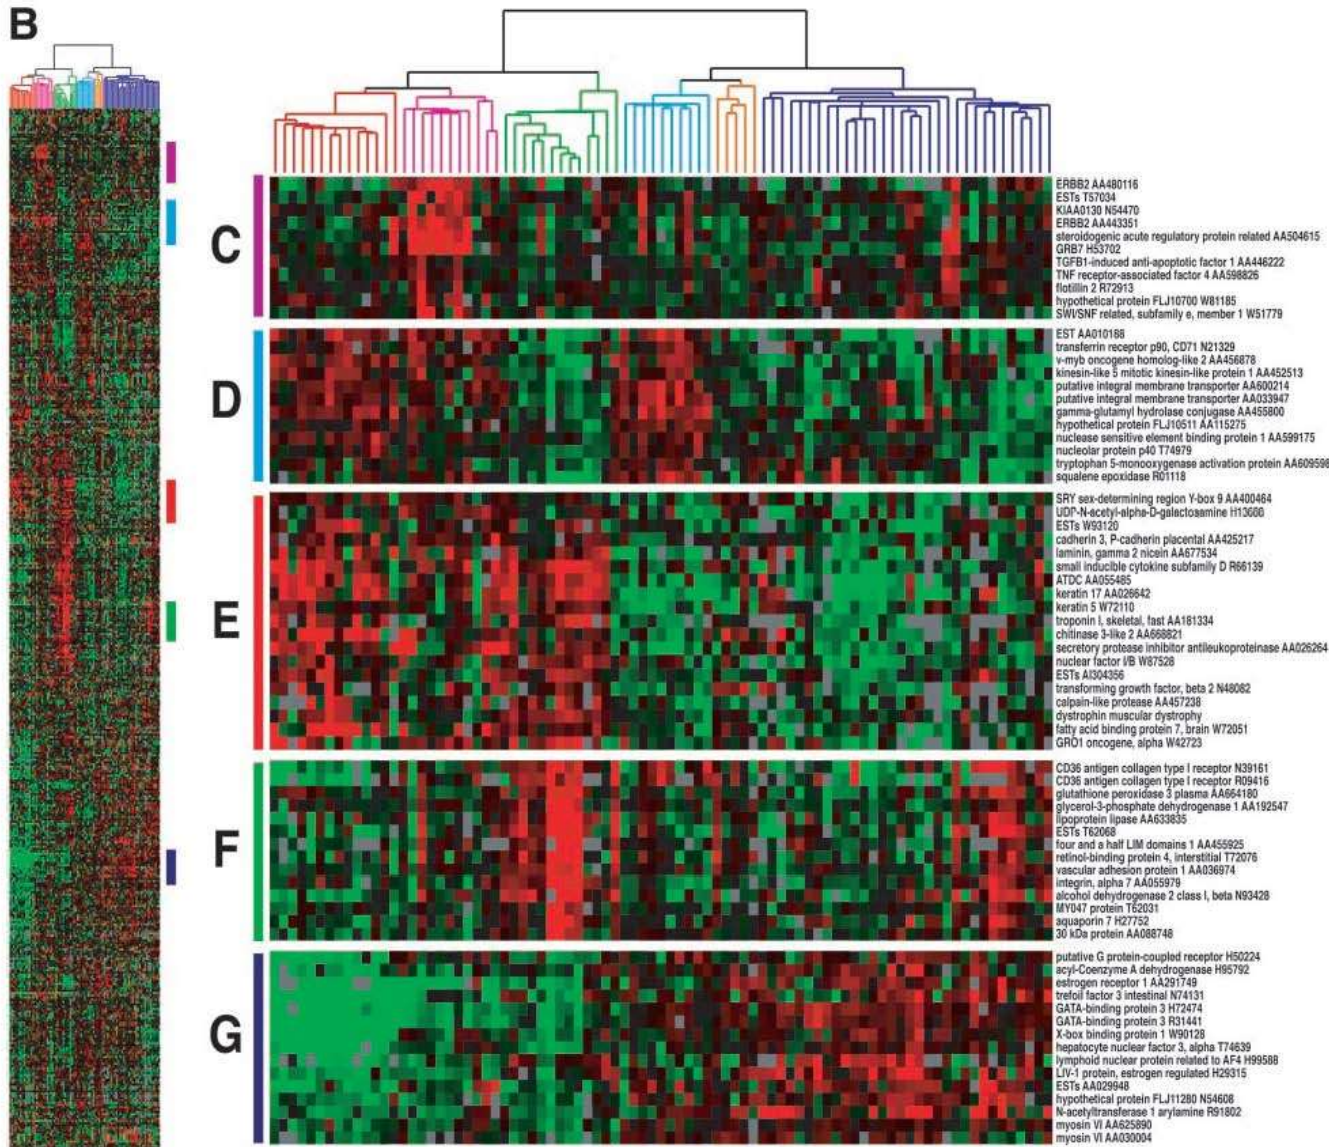 B
C
ERBB2 AA480116
ESTs T57034
KIAA0130 N54470
ERBB2 AA443351
steroidogenic acute regulatory protein related AA504615
GRB7 H53702
TGFB1-induced anti-apoptotic factor 1 AA446222
TNF receptor-associated factor 4 AA598826
flotillin 2 R72913
hypothetical protein FLJ10700 W81185
SWI/SNF related, subfamily e, member 1 W51779
D
EST AA010188
transferrin receptor p90, CD71 N21329
v-myb oncogene homolog-like 2 AA456878
kinesin-like 5 mitotic kinesin-like protein 1 AA452513
putative integral membrane transporter AA600214
putative integral membrane transporter AA033947
gamma-glutamyl hydrolase conjugase AA455800
hypothetical protein FLJ10511 AA115275
nuclease sensitive element binding protein 1 AA599175
nucleolar protein p40 T74979
tryptophan 5-monooxygenase activation protein AA609598
squalene epoxidase R01118
E
SRY sex-determining region Y-box 9 AA400464
UDP-N-acetyl-alpha-D-galactosamine
ESTs W93120
cadherin 3, P-cadherin placental AA425217
laminin, gamma 2 nicein AA677534
small inducible cytokine subfamily D R66139
ATDC AA055485
keratin 17 AA026642
keratin 5 W72110
troponin I, skeletal, fast AA181334
chitinase 3-like 2 AA668821
secretory protease inhibitor antileukoproteinase AA026264
nuclear factor I/B W87528
ESTs AI304356
transforming growth factor, beta 2 N48082
calpain-like protease AA457238
dystrophin muscular dystrophy
fatty acid binding protein 7, brain W72051
GRO1 oncogene, alpha W42723
F
CD36 antigen collagen type I receptor N39161
CD36 antigen collagen type I receptor R09416
glutathione peroxidase 3 plasma AA664180
glycerol-3-phosphate dehydrogenase 1 AA192547
lipoprotein lipase AA633835
ESTs T62068
four and a half LIM domains 1 AA455925
retinol-binding protein 4, interstitial T72076
vascular adhesion protein 1 AA036974
integrin, alpha 7 AA055979
alcohol dehydrogenase 2 class I, beta N93428
MY047 protein T62031
aquaporin 7 H27752
30 kDa protein AA088748
G
putative G protein-coupled receptor H50224
acyl-Coenzyme A dehydrogenase H95792
estrogen receptor 1 AA291749
trefoil factor 3 intestinal N74131
GATA-binding protein 3 H72474
GATA-binding protein 3 R31441
X-box binding protein 1 W90128
hepatocyte nuclear factor 3, alpha T74639
lymphoid nuclear protein related to AF4 H99588
LIV-1 protein, estrogen regulated H29315
ESTs AA029948
hypothetical protein FLJ11280 N54608
N-acetyltransferase 1 arylamine R91802
myosin VI AA625890
myosin VI AA030004